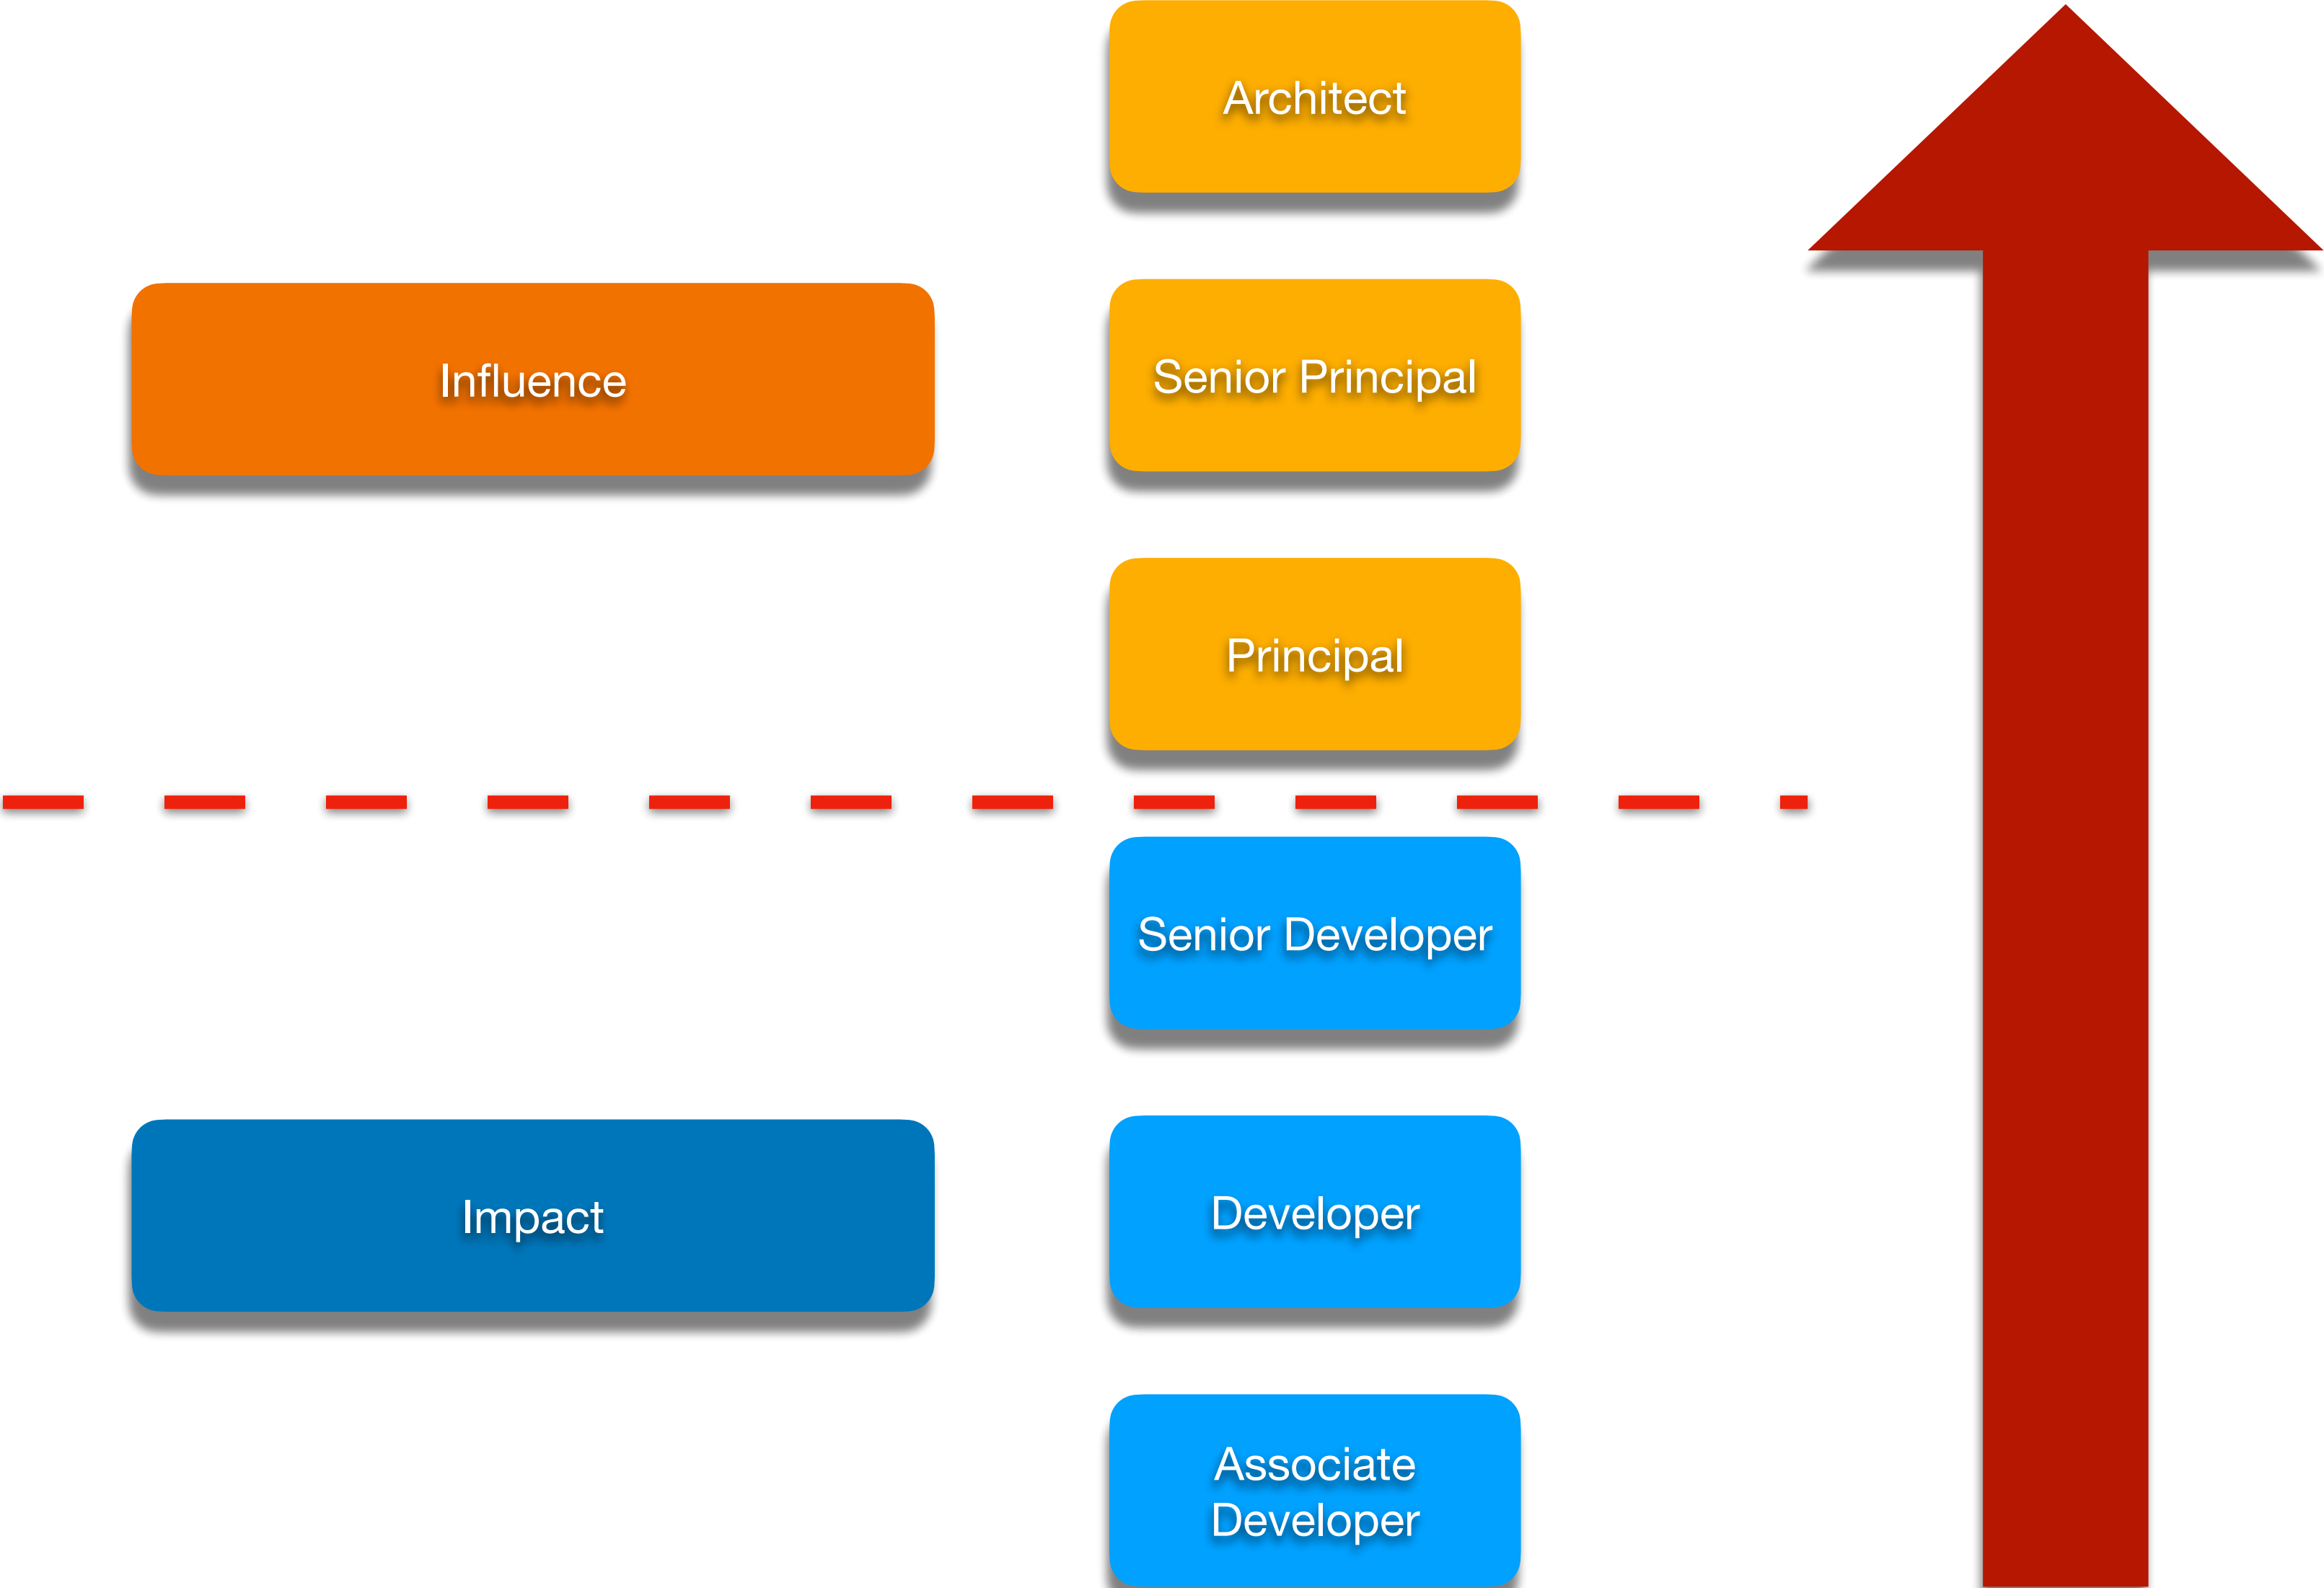 Architect
Influence
Senior Principal
Principal
Senior Developer
Impact
Developer
Associate
Developer